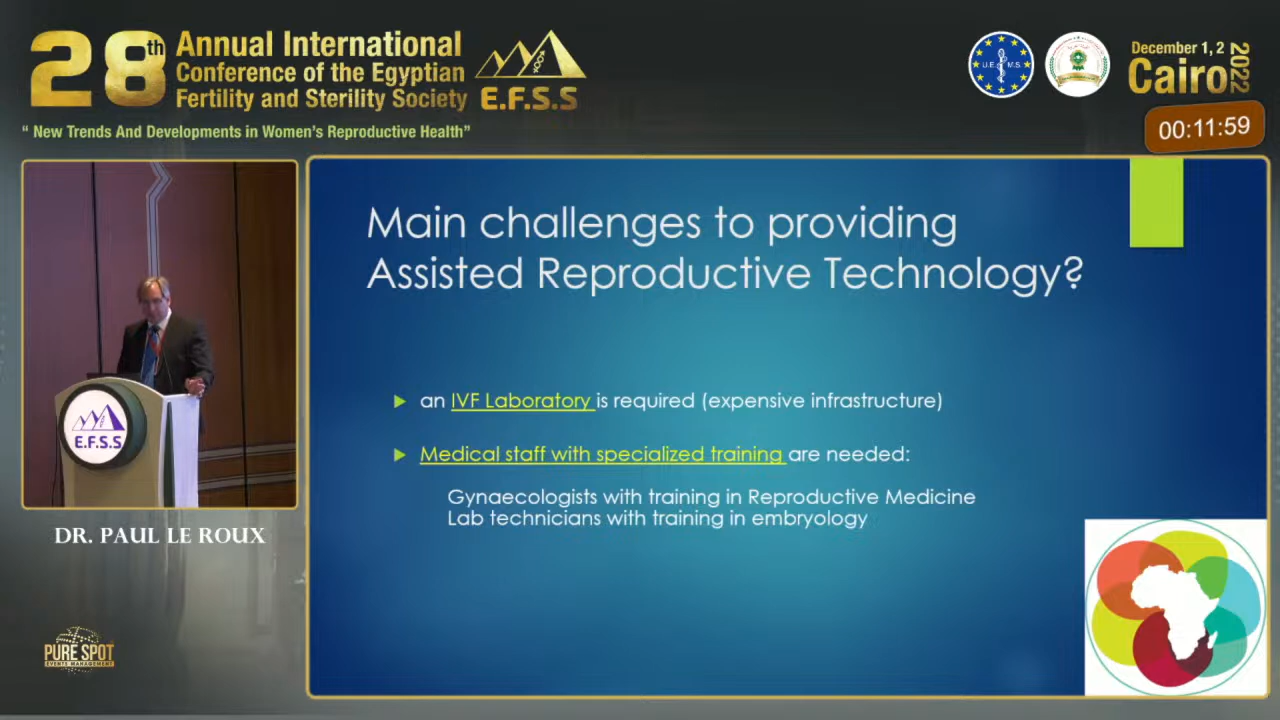 28th
Annual International
Conference of the Egyptian
Fertility and Sterility Society
E.F.S.S
“ New Trends And Developments in Women’s Reproductive Health”
U.E.M.S.
December 1, 2
2022
Cairo
00:11:59
Main challenges to providing
Assisted Reproductive Technology?
an IVF Laboratory is required (expensive infrastructure)
Medical staff with specialized training are needed:
Gynaecologists with training in Reproductive Medicine
Lab technicians with training in embryology
E.F.S.S
DR. PAUL LE ROUX
PURE SPOT
EVENTS MANAGEMENT